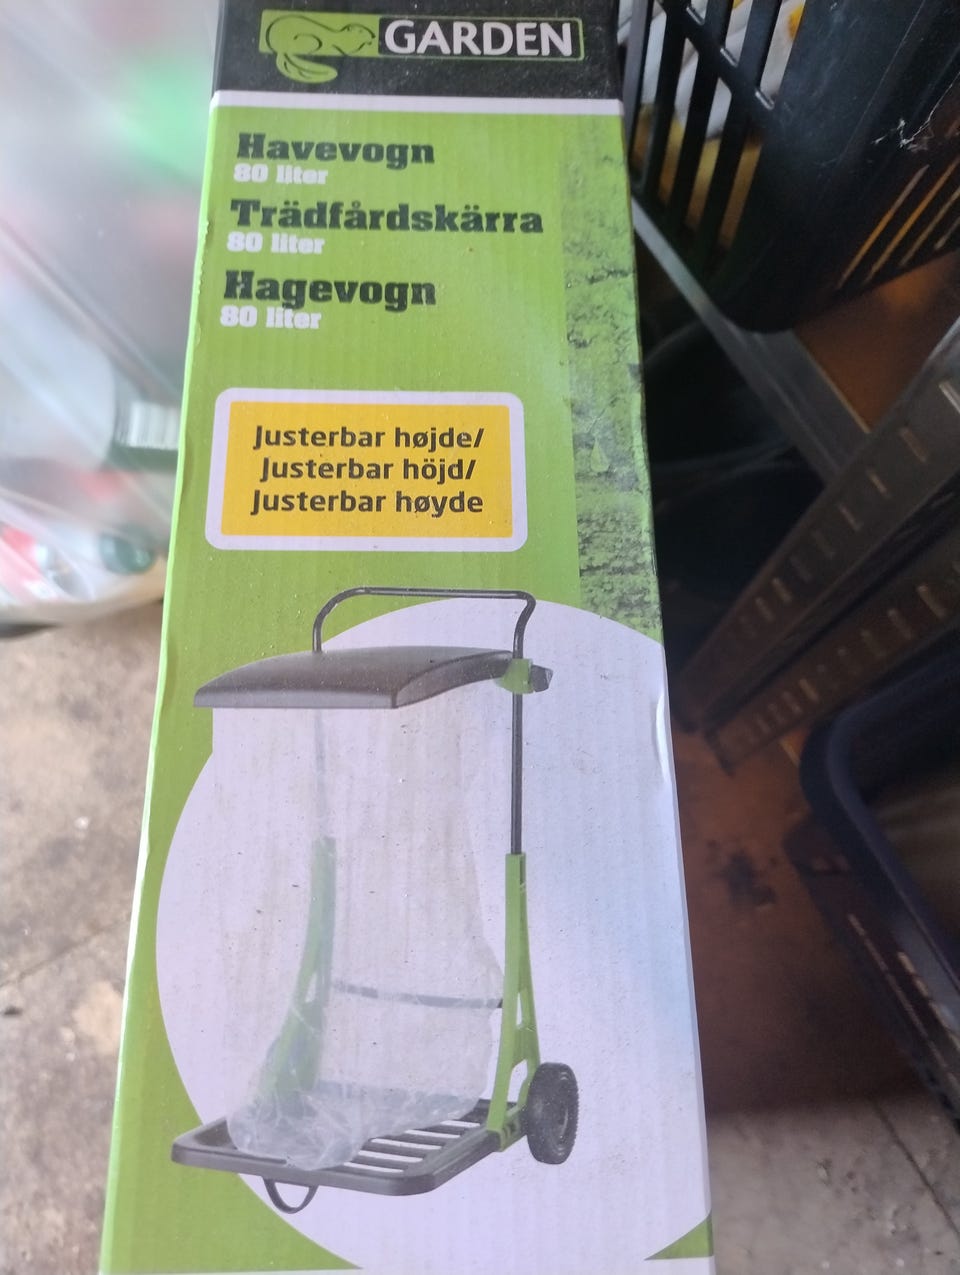 GARDEN
Havevogn
80 liter
Trädfårdskärra
80 liter
Hagevogn
80 liter
Justerbar højde/
Justerbar höjd/
Justerbar høyde